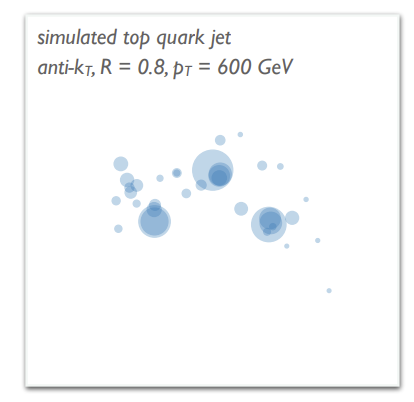 simulated top quark jet
anti-kT, R = 0.8, pT = 600 GeV